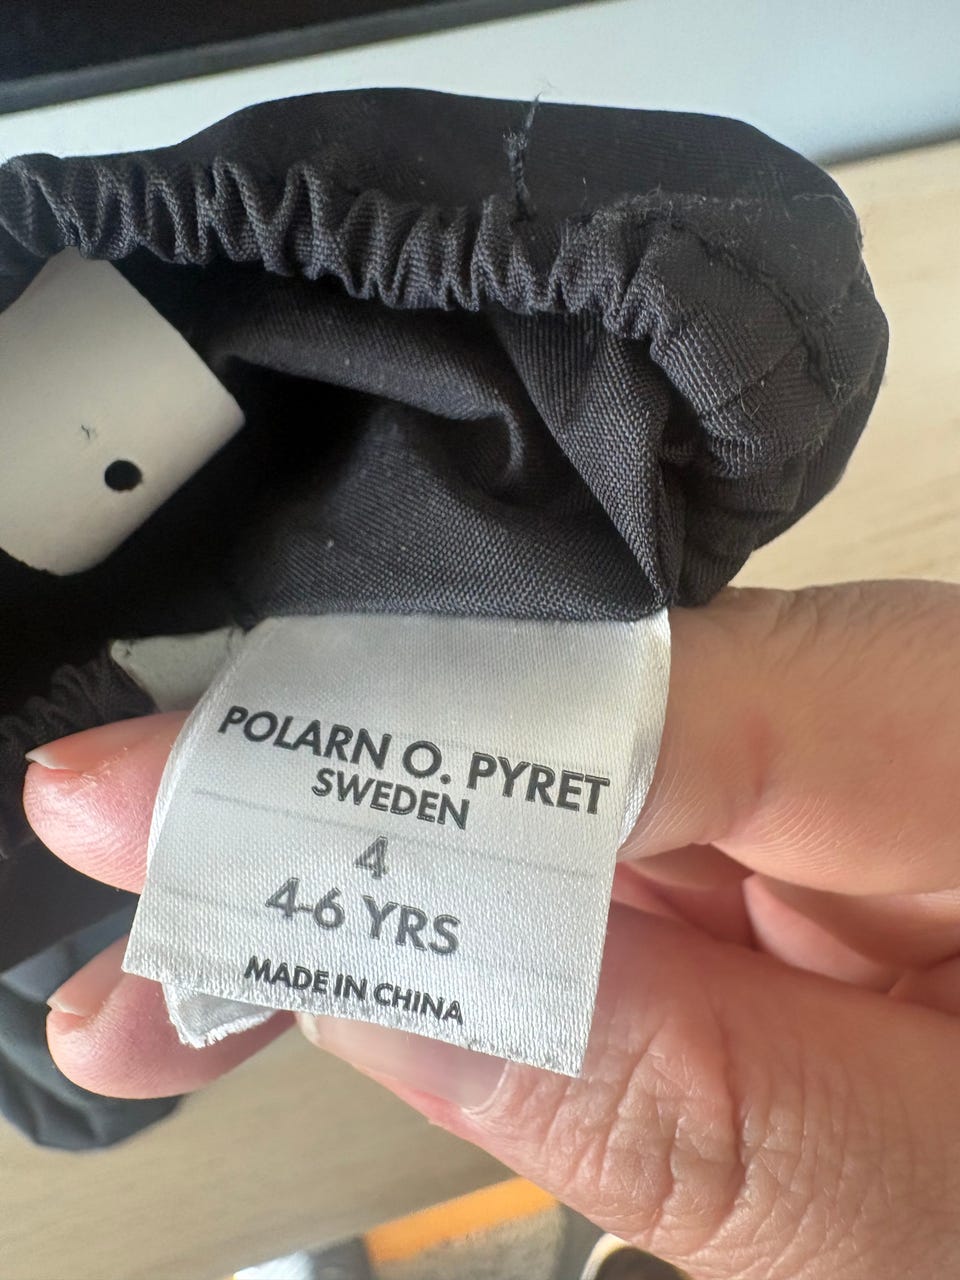 POLARN O. PYRET
SWEDEN
4
4-6 YRS
MADE IN CHINA